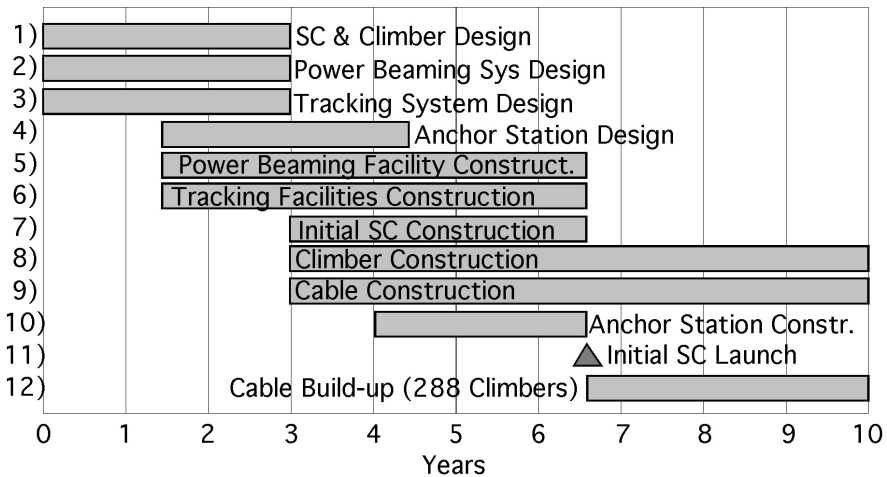 1) SC & Climber Design
2) Power Beaming Sys Design
3) Tracking System Design
4) Anchor Station Design
5) Power Beaming Facility Construct.
6) Tracking Facilities Construction
7) Initial SC Construction
8) Climber Construction
9) Cable Construction
10) Anchor Station Constr.
11) Initial SC Launch
12) Cable Build-up (288 Climbers)
0 1 2 3 4 5 6 7 8 9 10
Years